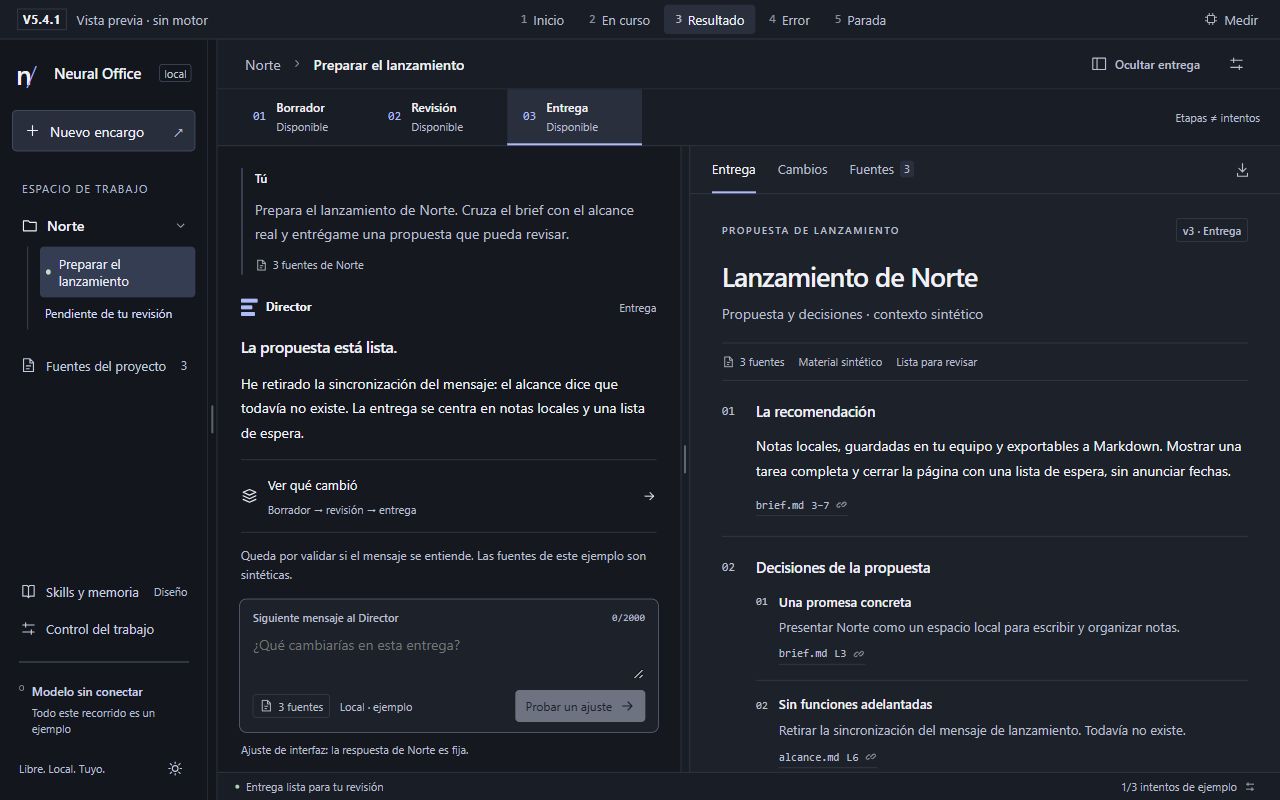 V5.4.1 Vista previa · sin motor
1 Inicio
2 En curso
3 Resultado
4 Error
5 Parada
Medir
n/ Neural Office local
+ Nuevo encargo ↗
ESPACIO DE TRABAJO
Norte
Preparar el
lanzamiento
Pendiente de tu revisión
Fuentes del proyecto 3
Skills y memoria Diseño
Control del trabajo
Modelo sin conectar
Todo este recorrido es un
ejemplo
Libre. Local. Tuyo.
Norte > Preparar el lanzamiento
Ocultar entrega
01 Borrador
Disponible
02 Revisión
Disponible
03 Entrega
Disponible
Etapas ≠ intentos
Tú
Prepara el lanzamiento de Norte. Cruza el brief con el alcance
real y entrégame una propuesta que pueda revisar.
3 fuentes de Norte
Director Entrega
La propuesta está lista.
He retirado la sincronización del mensaje: el alcance dice que
todavía no existe. La entrega se centra en notas locales y una lista
de espera.
Ver qué cambió →
Borrador → revisión → entrega
Queda por validar si el mensaje se entiende. Las fuentes de este ejemplo son
sintéticas.
Siguiente mensaje al Director 0/2000
¿Qué cambiarías en esta entrega?
3 fuentes Local · ejemplo Probar un ajuste →
Ajuste de interfaz: la respuesta de Norte es fija.
Entrega Cambios Fuentes 3
PROPUESTA DE LANZAMIENTO v3 · Entrega
Lanzamiento de Norte
Propuesta y decisiones · contexto sintético
3 fuentes Material sintético Lista para revisar
01 La recomendación
Notas locales, guardadas en tu equipo y exportables a Markdown. Mostrar una
tarea completa y cerrar la página con una lista de espera, sin anunciar fechas.
brief.md 3–7
02 Decisiones de la propuesta
01 Una promesa concreta
Presentar Norte como un espacio local para escribir y organizar notas.
brief.md L3
02 Sin funciones adelantadas
Retirar la sincronización del mensaje de lanzamiento. Todavía no existe.
alcance.md L6
Entrega lista para tu revisión
1/3 intentos de ejemplo